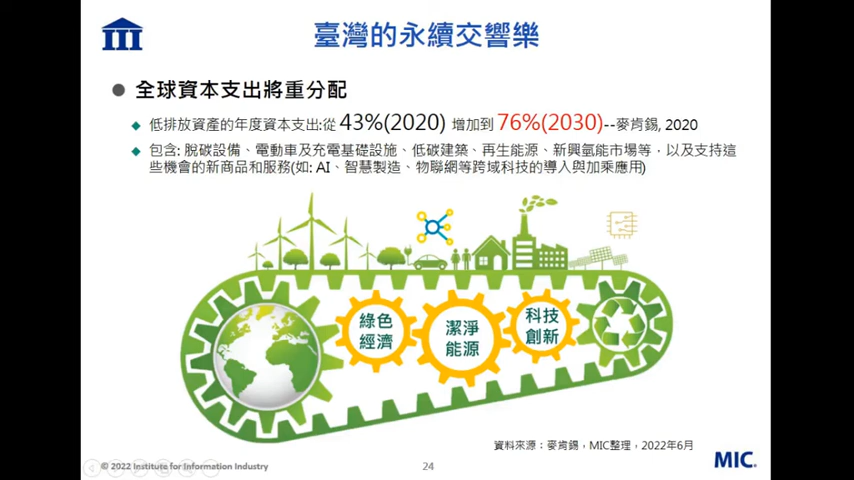 臺灣的永續交響樂
全球資本支出將重分配
低排放資產的年度資本支出:從 43%(2020) 增加到 76%(2030)--麥肯錫, 2020
包含: 脫碳設備、電動車及充電基礎設施、低碳建築、再生能源、新興氫能市場等，以及支持這
些機會的新商品和服務(如: AI、智慧製造、物聯網等跨域科技的導入與加乘應用)
綠色
經濟
潔淨
能源
科技
創新
資料來源：麥肯錫，MIC整理，2022年6月
© 2022 Institute for Information Industry
24
MIC®